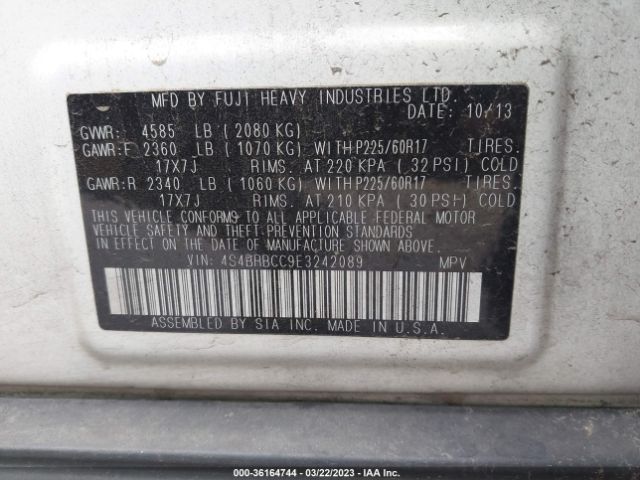 MFD BY FUJI HEAVY INDUSTRIES LTD.
DATE: 10/13
GVWR: 4585 LB ( 2080 KG)
GAWR:F 2360 LB ( 1070 KG) WITH P225/60R17 TIRES.
17X7J RIMS. AT 220 KPA ( 32 PSI) COLD
GAWR:R 2340 LB ( 1060 KG) WITH P225/60R17 TIRES.
17X7J RIMS. AT 210 KPA ( 30 PSI) COLD
THIS VEHICLE CONFORMS TO ALL APPLICABLE FEDERAL MOTOR
VEHICLE SAFETY AND THEFT PREVENTION STANDARDS
IN EFFECT ON THE DATE OF MANUFACTURE SHOWN ABOVE.
VIN: 4S4BRBCC9E3242089 MPV
ASSEMBLED BY SIA INC. MADE IN U.S.A.
000-36164744 — 03/22/2023 — IAA Inc.